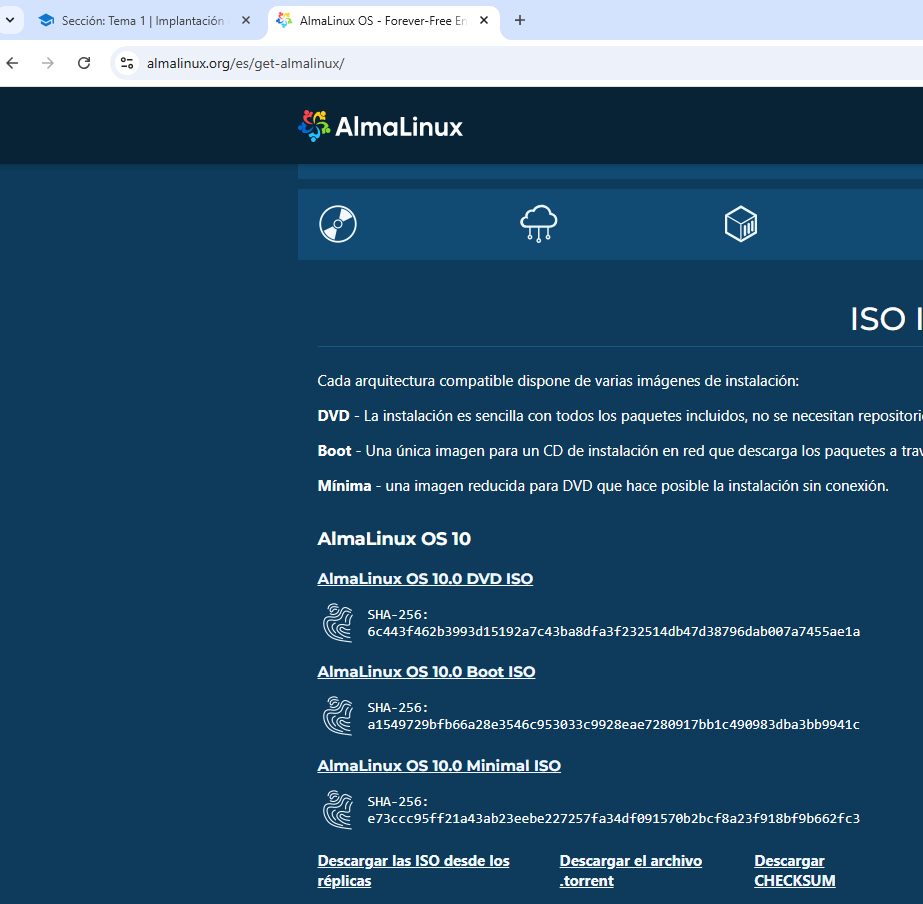 Sección: Tema 1 | Implantación
AlmaLinux OS - Forever-Free En
almalinux.org/es/get-almalinux/
AlmaLinux
ISO
Cada arquitectura compatible dispone de varias imágenes de instalación:
DVD - La instalación es sencilla con todos los paquetes incluidos, no se necesitan repositori
Boot - Una única imagen para un CD de instalación en red que descarga los paquetes a tra
Mínima - una imagen reducida para DVD que hace posible la instalación sin conexión.
AlmaLinux OS 10
AlmaLinux OS 10.0 DVD ISO
SHA-256:
6c443f462b3993d15192a7c43ba8dfa3f232514db47d38796dab007a7455ae1a
AlmaLinux OS 10.0 Boot ISO
SHA-256:
a1549729bfb66a28e3546c953033c9928eae7280917bb1c490983dba3bb9941c
AlmaLinux OS 10.0 Minimal ISO
SHA-256:
e73ccc95ff21a43ab23eebe227257fa34df091570b2bcf8a23f918bf9b662fc3
Descargar las ISO desde los réplicas
Descargar el archivo .torrent
Descargar CHECKSUM